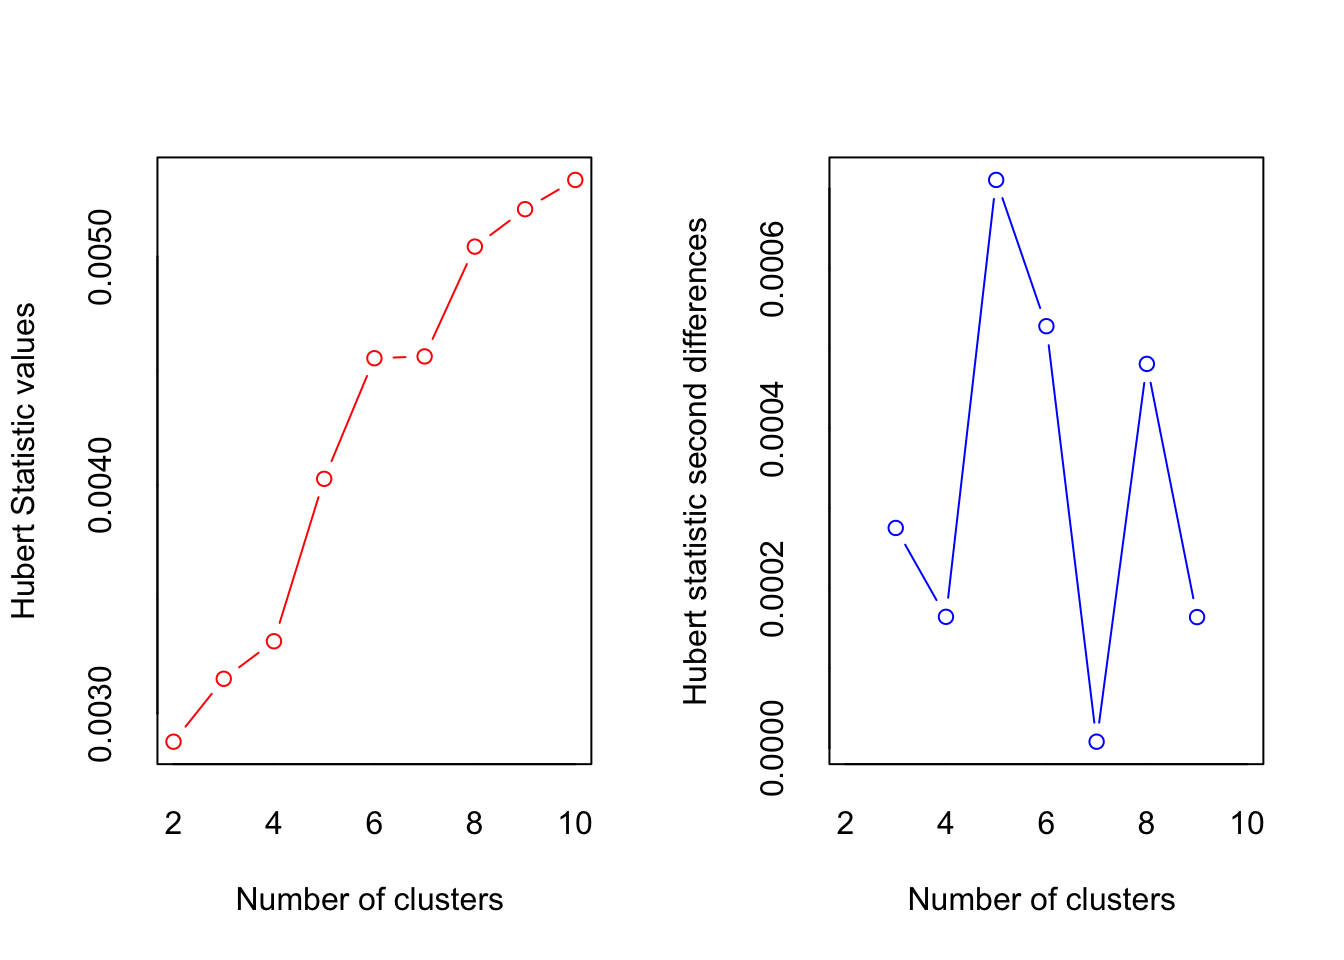 Hubert Statistic values
0.0050
0.0040
0.0030
2 4 6 8 10
Number of clusters
Hubert statistic second differences
0.0006
0.0004
0.0002
0.0000
2 4 6 8 10
Number of clusters